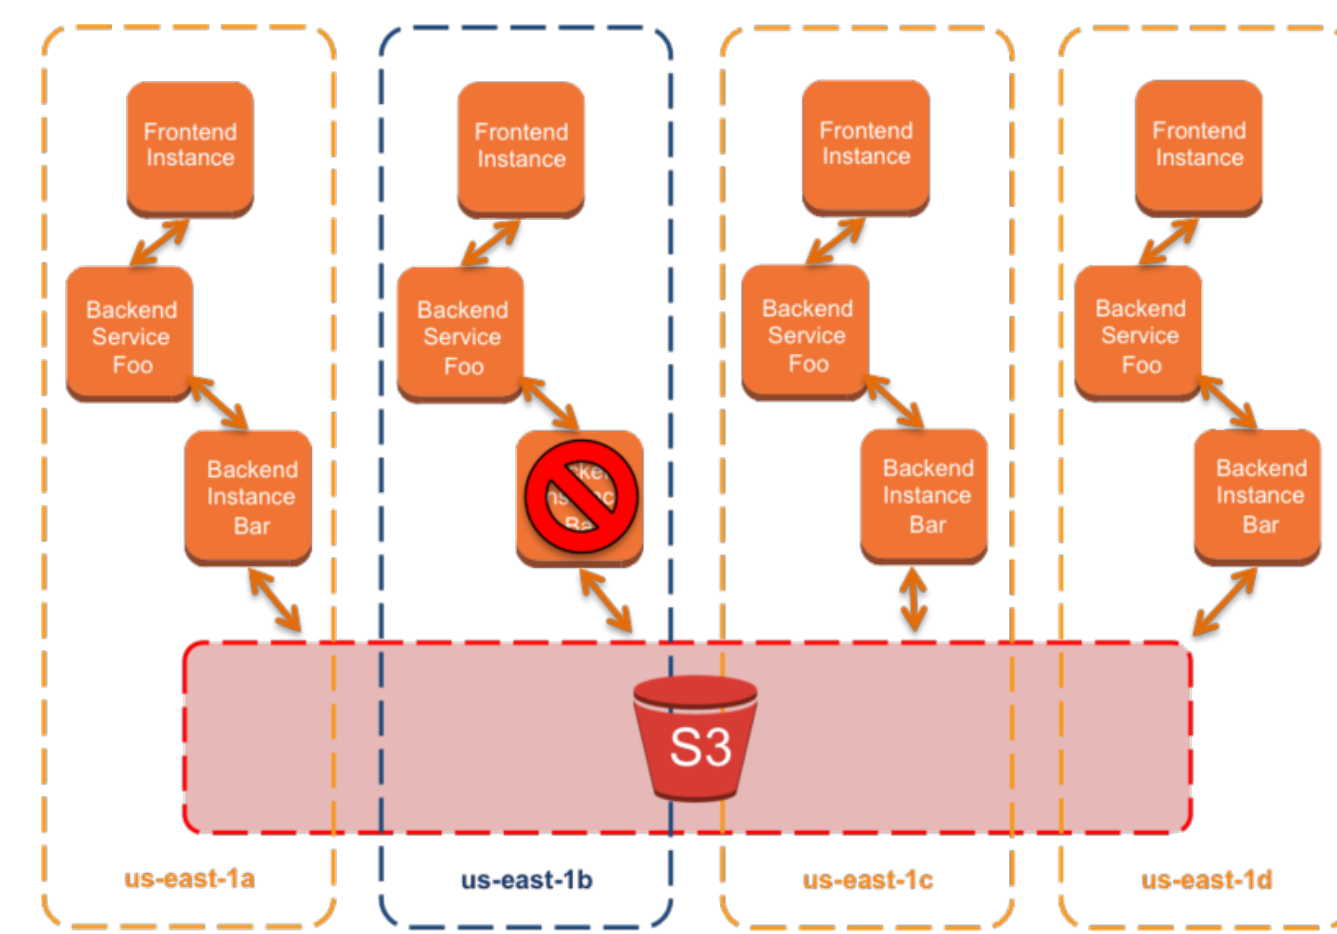 Frontend
Instance
Frontend
Instance
Frontend
Instance
Frontend
Instance
Backend
Service
Foo
Backend
Service
Foo
Backend
Service
Foo
Backend
Service
Foo
Backend
Instance
Bar
Backend
Instance
Bar
Backend
Instance
Bar
S3
us-east-1a
us-east-1b
us-east-1c
us-east-1d